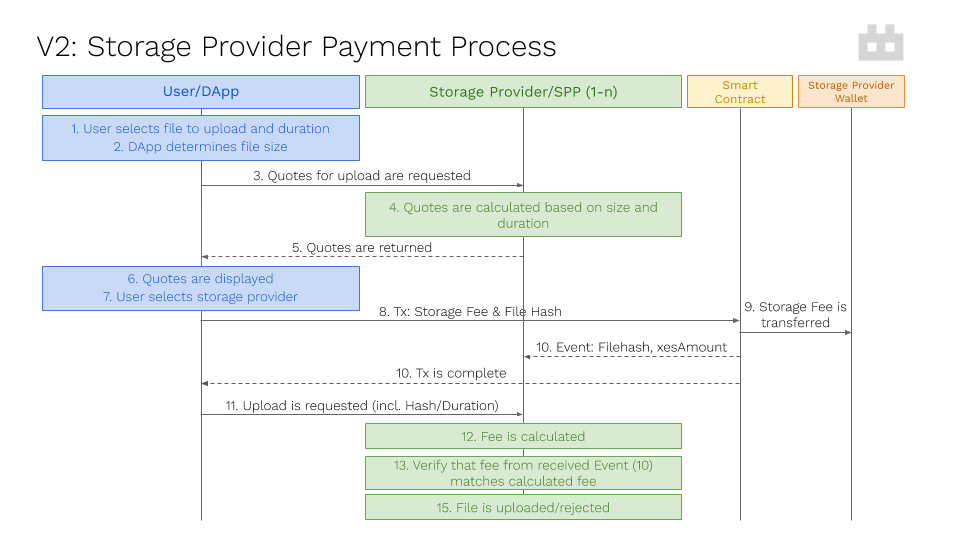 V2: Storage Provider Payment Process
User/DApp
Storage Provider/SPP (1-n)
Smart
Contract
Storage Provider
Wallet
1. User selects file to upload and duration
2. DApp determines file size
3. Quotes for upload are requested
4. Quotes are calculated based on size and
duration
5. Quotes are returned
6. Quotes are displayed
7. User selects storage provider
8. Tx: Storage Fee & File Hash
9. Storage Fee is
transferred
10. Event: Filehash, xesAmount
10. Tx is complete
11. Upload is requested (incl. Hash/Duration)
12. Fee is calculated
13. Verify that fee from received Event (10)
matches calculated fee
15. File is uploaded/rejected